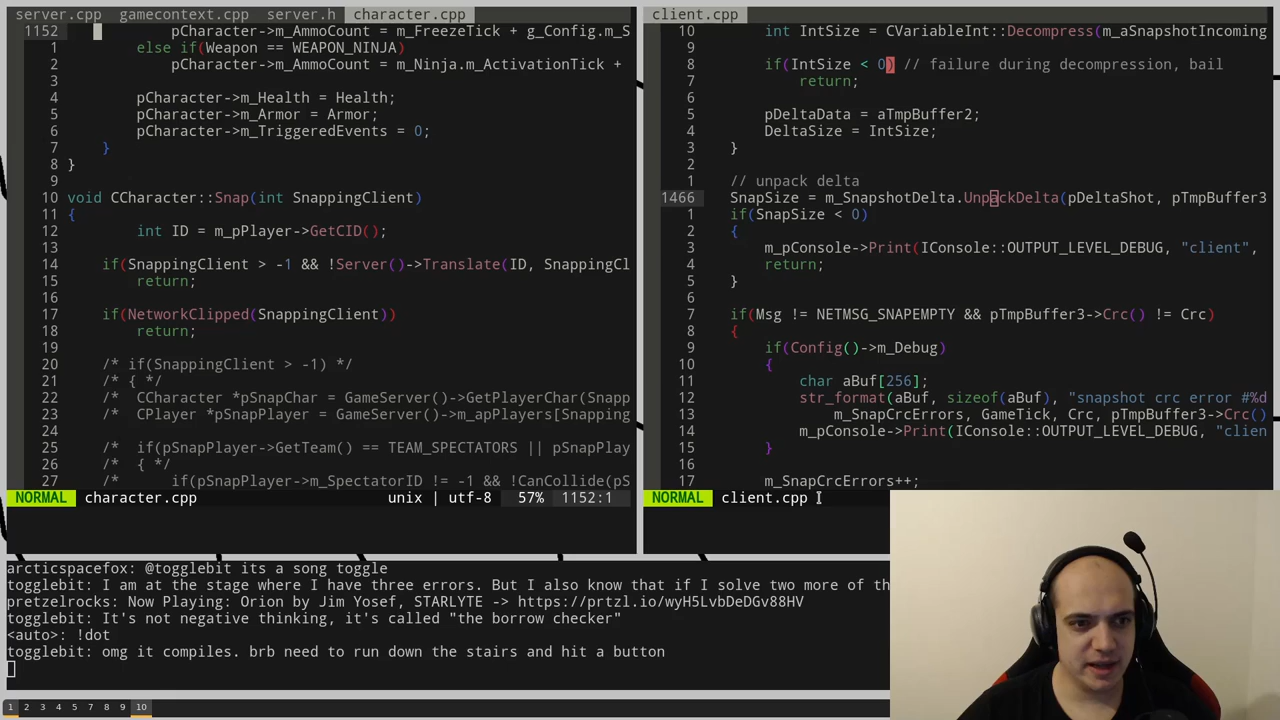 server.cpp gamecontext.cpp server.h character.cpp
1152 pCharacter->m_AmmoCount = m_FreezeTick + g_Config.m_S
1 else if(Weapon == WEAPON_NINJA)
2 pCharacter->m_AmmoCount = m_Ninja.m_ActivationTick +
3
4 pCharacter->m_Health = Health;
5 pCharacter->m_Armor = Armor;
6 pCharacter->m_TriggeredEvents = 0;
7 }
8 }
9
10 void CCharacter::Snap(int SnappingClient)
11 {
12 int ID = m_pPlayer->GetCID();
13
14 if(SnappingClient > -1 && !Server()->Translate(ID, SnappingCl
15 return;
16
17 if(NetworkClipped(SnappingClient))
18 return;
19
20 /* if(SnappingClient > -1) */
21 /* { */
22 /* CCharacter *pSnapChar = GameServer()->GetPlayerChar(Snapp
23 /* CPlayer *pSnapPlayer = GameServer()->m_apPlayers[Snapping
24
25 /* if(pSnapPlayer->GetTeam() == TEAM_SPECTATORS || pSnapPlay
26 /* { */
27 /* if(pSnapPlayer->m_SpectatorID != -1 && !CanCollide(pS
NORMAL character.cpp unix | utf-8 57% 1152:1
client.cpp
10 int IntSize = CVariableInt::Decompress(m_aSnapshotIncoming
9
8 if(IntSize < 0) // failure during decompression, bail
7 return;
6
5 pDeltaData = aTmpBuffer2;
4 DeltaSize = IntSize;
3 }
2
1 // unpack delta
1466 SnapSize = m_SnapshotDelta.UnpackDelta(pDeltaShot, pTmpBuffer3
1 if(SnapSize < 0)
2 {
3 m_pConsole->Print(IConsole::OUTPUT_LEVEL_DEBUG, "client",
4 return;
5 }
6
7 if(Msg != NETMSG_SNAPEMPTY && pTmpBuffer3->Crc() != Crc)
8 {
9 if(Config()->m_Debug)
10 {
11 char aBuf[256];
12 str_format(aBuf, sizeof(aBuf), "snapshot crc error #%d
13 m_SnapCrcErrors, GameTick, Crc, pTmpBuffer3->Crc()
14 m_pConsole->Print(IConsole::OUTPUT_LEVEL_DEBUG, "clien
15 }
16
17 m_SnapCrcErrors++;
NORMAL client.cpp
arcticspacefox: @togglebit its a song toggle
togglebit: I am at the stage where I have three errors. But I also know that if I solve two more of th
pretzelrocks: Now Playing: Orion by Jim Yosef, STARLYTE -> https://prtzl.io/wyH5LvbDeDGv88HV
togglebit: It's not negative thinking, it's called "the borrow checker"
<auto>: !dot
togglebit: omg it compiles. brb need to run down the stairs and hit a button
1 2 3 4 5 6 7 8 9 10